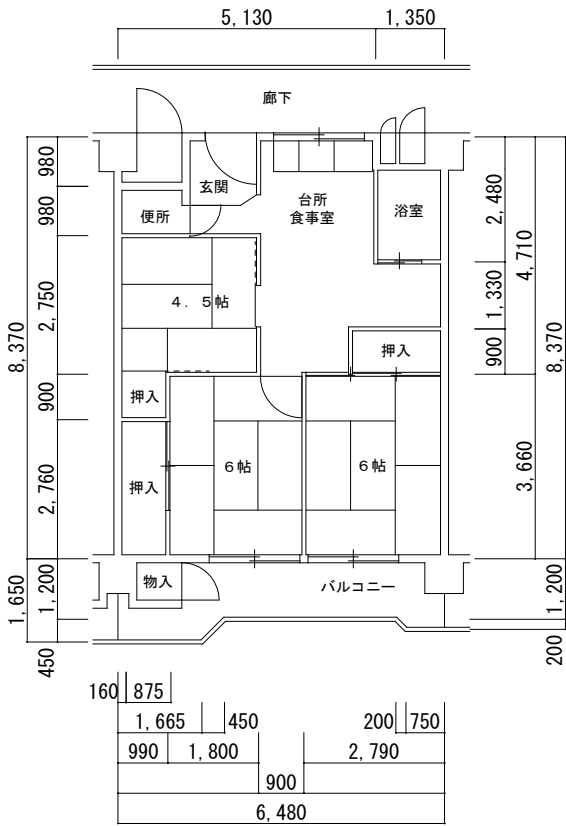 5,130
1,350
廊下
980
玄関
台所
食事室
浴室
2,480
980
便所
4,710
2,750
4．5帖
1,330
8,370
8,370
押入
900
900
押入
押入
6帖
6帖
2,760
3,660
物入
バルコニー
1,650
1,200
1,200
450
200
160
875
1,665
450
200
750
990
1,800
2,790
900
6,480